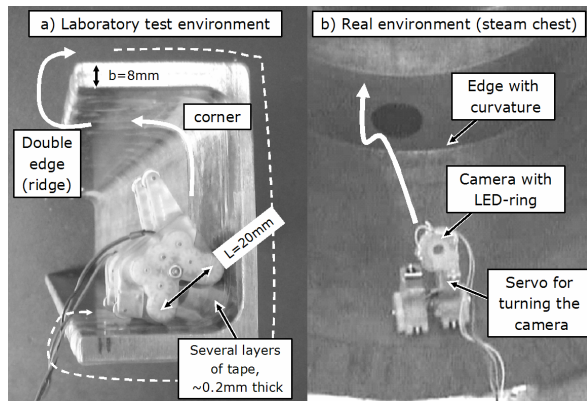 a) Laboratory test environment
b=8mm
corner
Double
edge
(ridge)
L=20mm
Several layers
of tape,
~0.2mm thick
b) Real environment (steam chest)
Edge with
curvature
Camera with
LED-ring
Servo for
turning the
camera